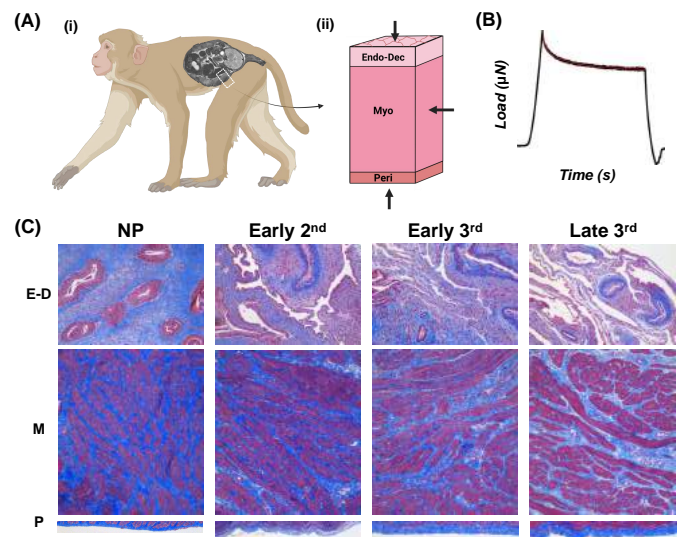 (A)
(i)
(ii)
Endo-Dec
Myo
Peri
(B)
Load (μN)
Time (s)
(C)
NP
Early 2nd
Early 3rd
Late 3rd
E-D
M
P